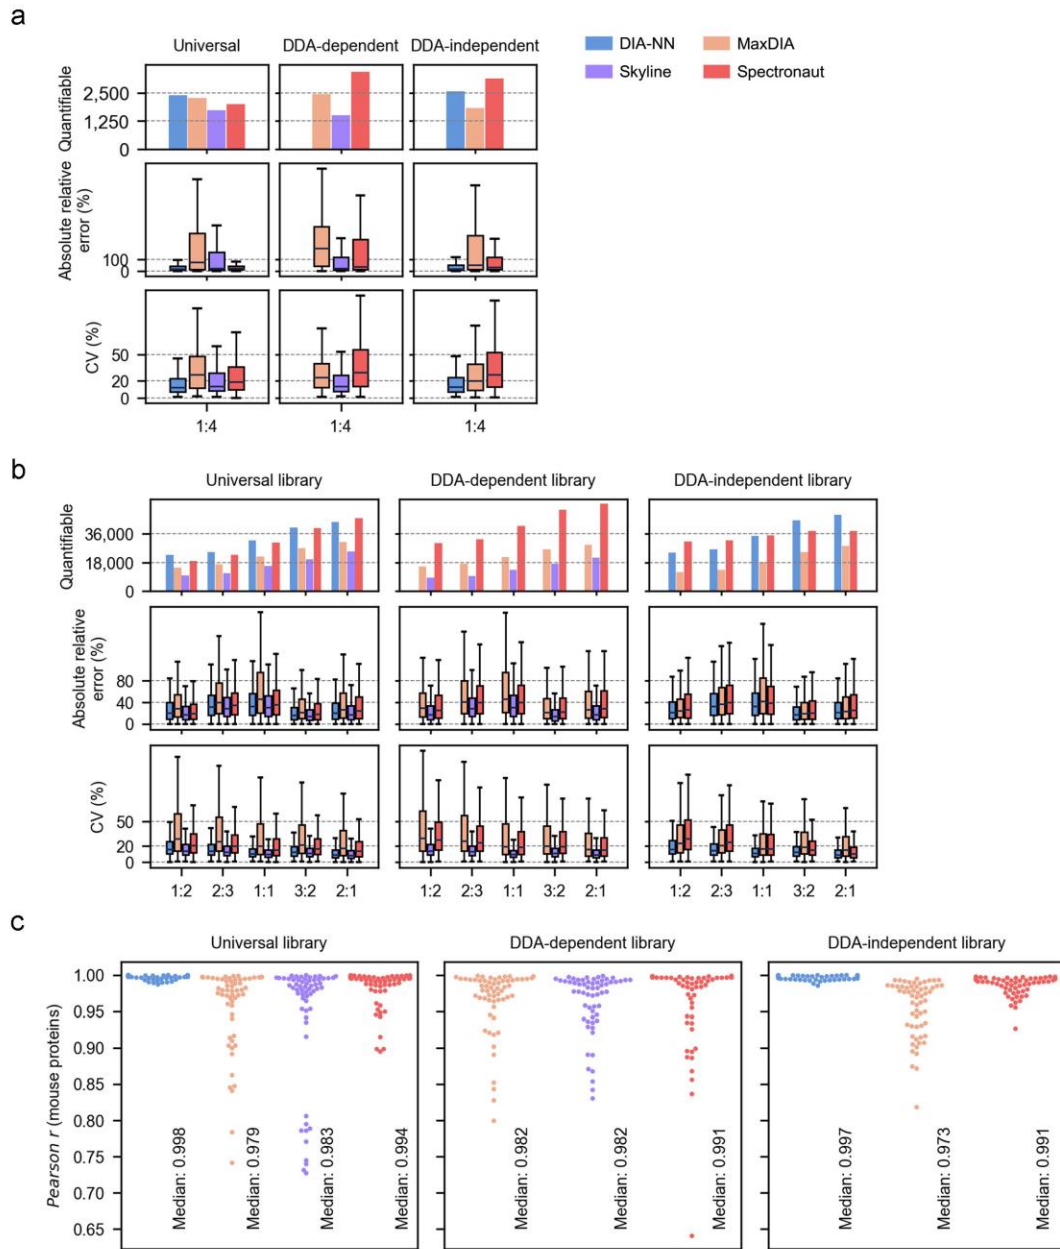 a
Universal
DDA-dependent
DDA-independent
DIA-NN
MaxDIA
Skyline
Spectronaut
Quantifiable
2,500
1,250
0
Absolute relative
error (%)
100
0
CV (%)
50
20
0
1:4
1:4
1:4
b
Universal library
DDA-dependent library
DDA-independent library
Quantifiable
36,000
18,000
0
Absolute relative
error (%)
80
40
0
CV (%)
50
20
0
1:2 2:3 1:1 3:2 2:1
1:2 2:3 1:1 3:2 2:1
1:2 2:3 1:1 3:2 2:1
c
Universal library
DDA-dependent library
DDA-independent library
Pearson r (mouse proteins)
1.00
0.95
0.90
0.85
0.80
0.75
0.70
0.65
Median: 0.998
Median: 0.979
Median: 0.983
Median: 0.994
Median: 0.982
Median: 0.982
Median: 0.991
Median: 0.997
Median: 0.973
Median: 0.991